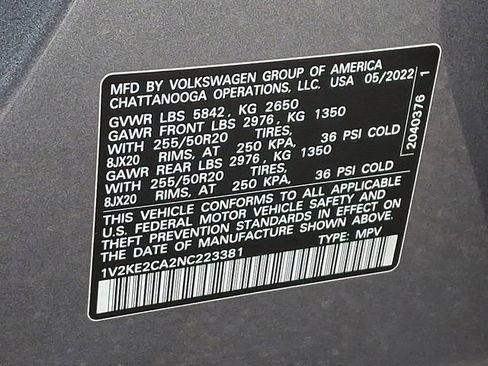 MFD BY VOLKSWAGEN GROUP OF AMERICA
CHATTANOOGA OPERATIONS, LLC. USA 05/2022
GVWR LBS 5842, KG 2650
GAWR FRONT LBS 2976, KG 1350
WITH 255/50R20 TIRES,
8JX20 RIMS, AT 250 KPA, 36 PSI COLD
GAWR REAR LBS 2976, KG 1350
WITH 255/50R20 TIRES,
8JX20 RIMS, AT 250 KPA, 36 PSI COLD
THIS VEHICLE CONFORMS TO ALL APPLICABLE
U.S. FEDERAL MOTOR VEHICLE SAFETY AND
THEFT PREVENTION STANDARDS IN EFFECT ON
THE DATE OF MANUFACTURE SHOWN ABOVE.
1V2KE2CA2NC223381 TYPE: MPV
2040376 1